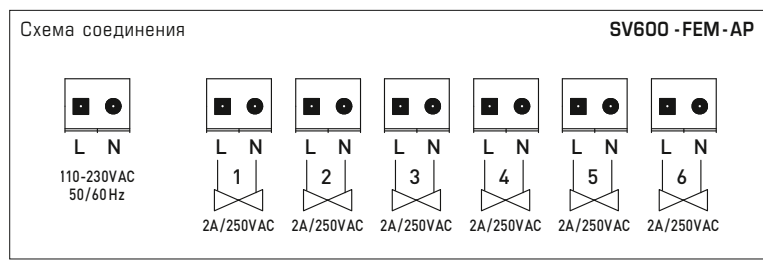 Схема соединения SV600 -FEM-AP
L N L N L N L N L N L N L N
1 2 3 4 5 6
110-230VAC
50/60Hz
2A/250VAC 2A/250VAC 2A/250VAC 2A/250VAC 2A/250VAC 2A/250VAC